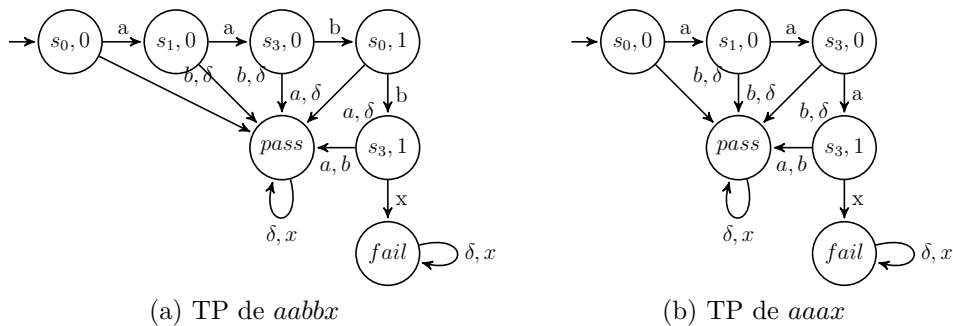 s₀, 0 a s₁, 0 a s₃, 0 b s₀, 1
b, δ b, δ a, δ b
a, δ
pass a, b s₃, 1
x
δ, x
fail δ, x
(a) TP de aabbx
s₀, 0 a s₁, 0 a s₃, 0
b, δ b, δ a
b, δ
pass a, b s₃, 1
x
δ, x
fail δ, x
(b) TP de aaax